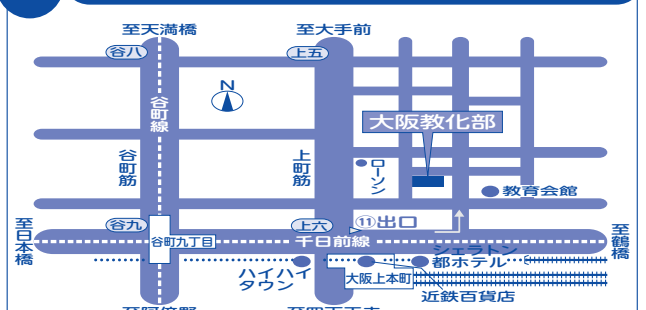 至天満橋
至大手前
谷八
上五
N
谷町線
大阪教化部
谷町筋
上町筋
ローソン
教育会館
至日本橋
谷九
上六
⑪出口
至鶴橋
谷町九丁目
千日前線
シェラトン
都ホテル
ハイハイ
タウン
大阪上本町
近鉄百貨店
至阿倍野